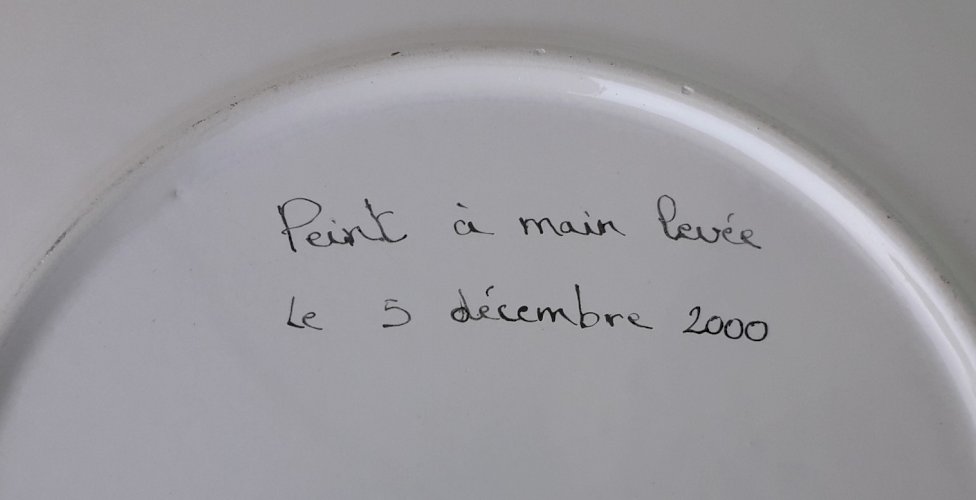 Peint à main levée
Le 5 décembre 2000